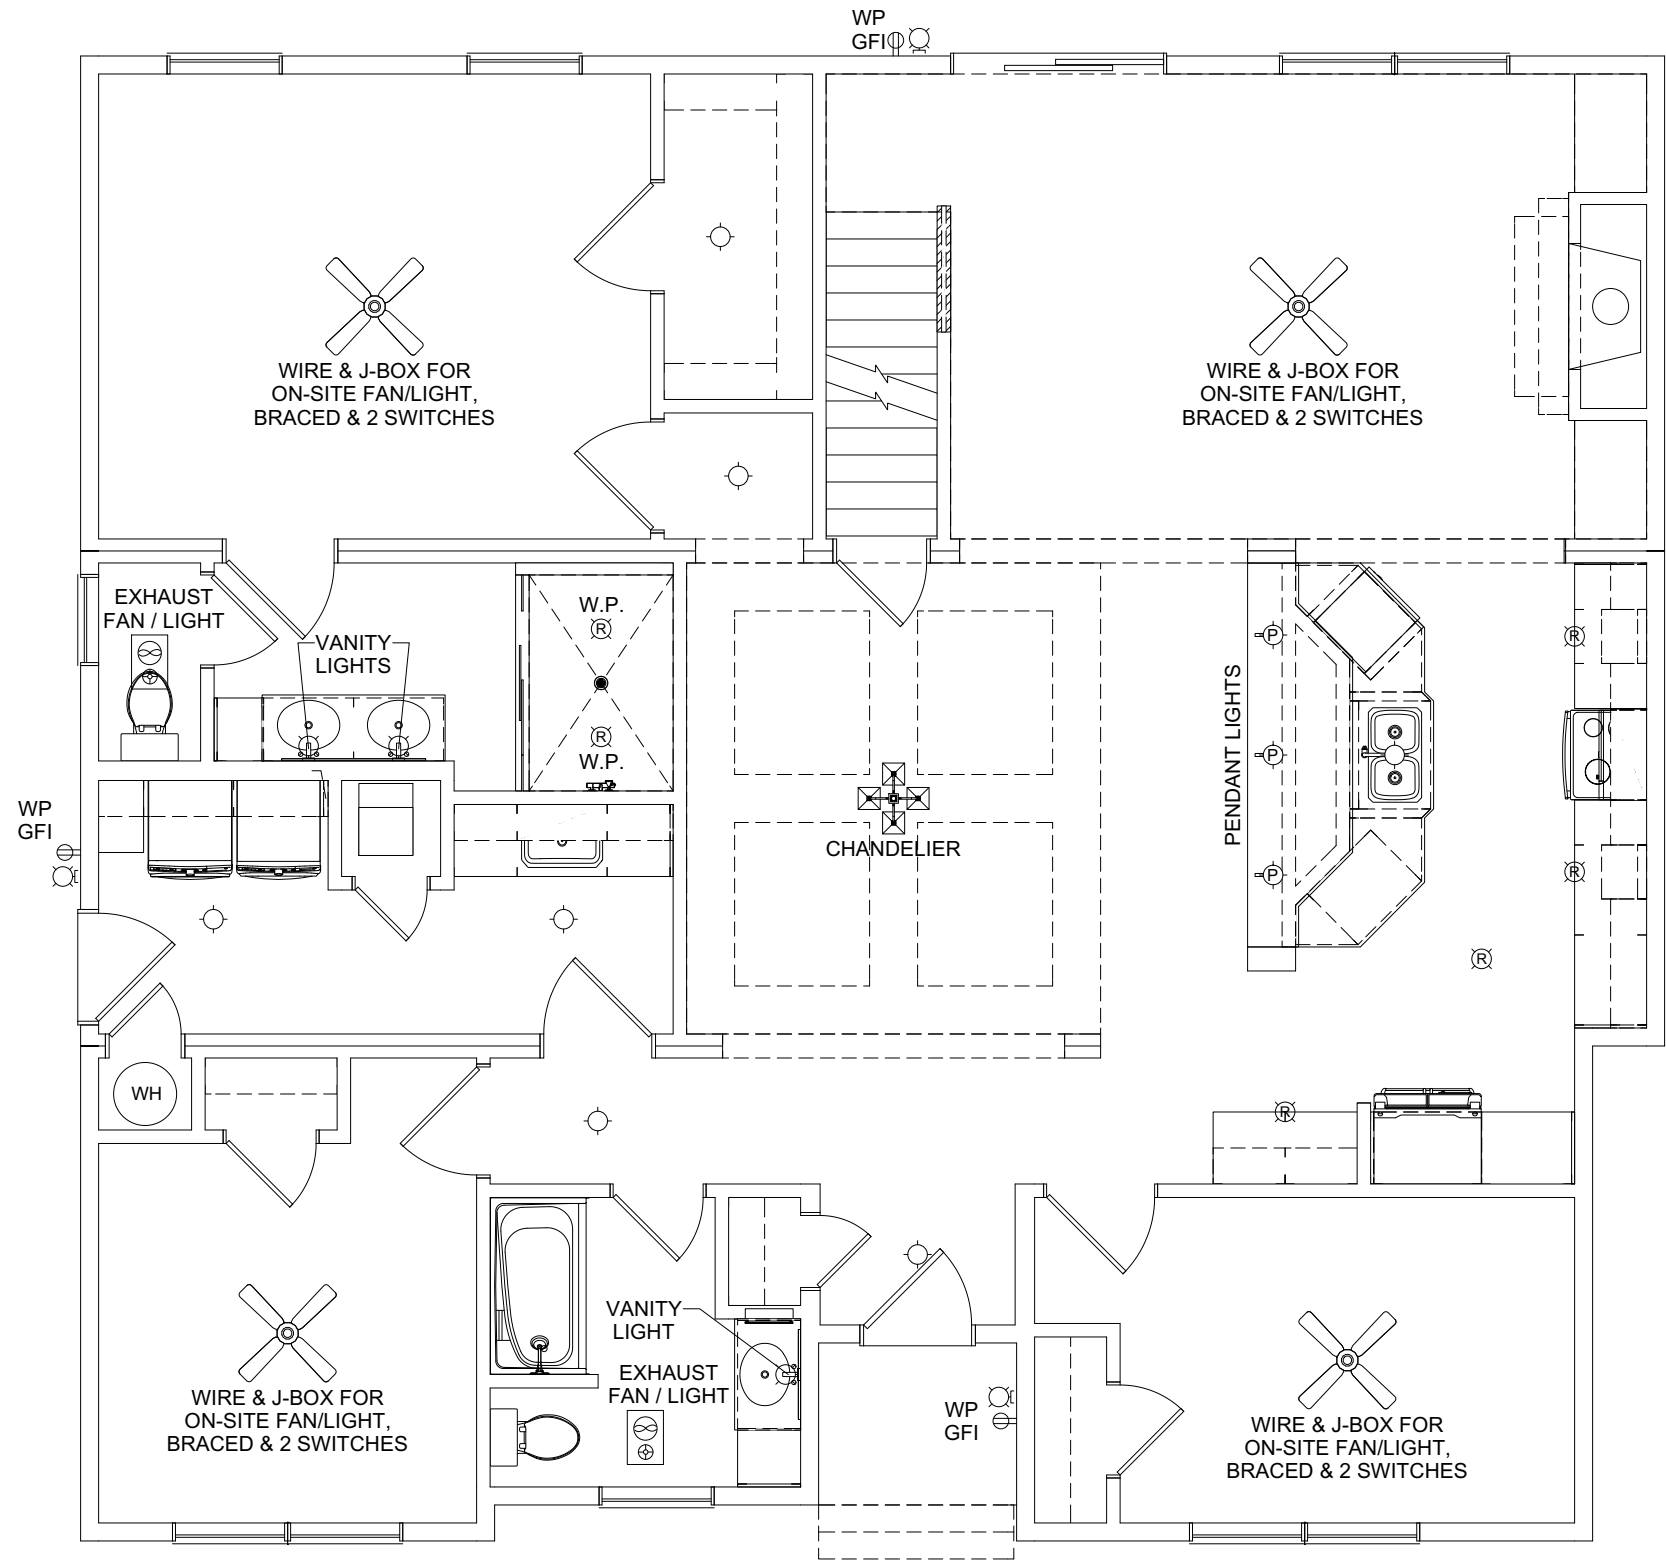 WP
GFI
WIRE & J-BOX FOR
ON-SITE FAN/LIGHT,
BRACED & 2 SWITCHES
WIRE & J-BOX FOR
ON-SITE FAN/LIGHT,
BRACED & 2 SWITCHES
EXHAUST
FAN / LIGHT
VANITY
LIGHTS
W.P.
R
R
W.P.
P
P
P
PENDANT LIGHTS
R
R
R
R
CHANDELIER
WP
GFI
WH
VANITY
LIGHT
EXHAUST
FAN / LIGHT
WIRE & J-BOX FOR
ON-SITE FAN/LIGHT,
BRACED & 2 SWITCHES
WP
GFI
WIRE & J-BOX FOR
ON-SITE FAN/LIGHT,
BRACED & 2 SWITCHES